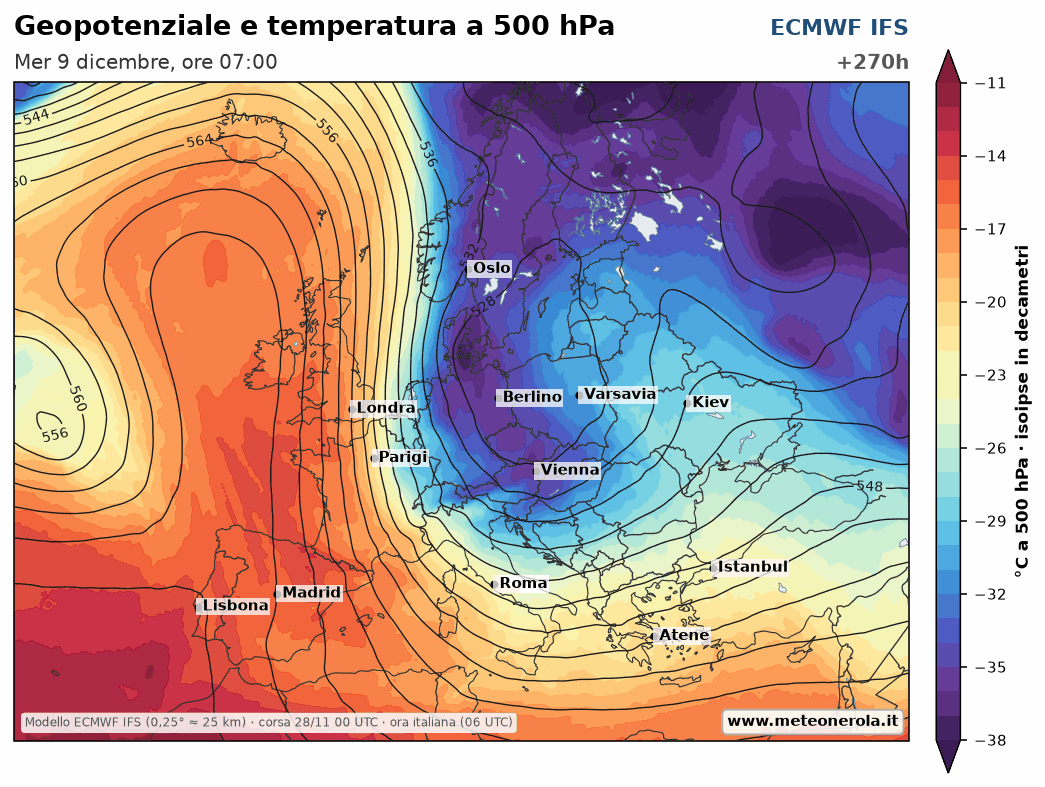 Geopotenziale e temperatura a 500 hPa
ECMWF IFS
Mer 9 dicembre, ore 07:00
+270h
544
556
564
536
60
532
528
560
556
548
Oslo
Berlino
Varsavia
Kiev
Londra
Parigi
Vienna
Roma
Istanbul
Madrid
Lisbona
Atene
−11
−14
−17
−20
−23
−26
−29
−32
−35
−38
°C a 500 hPa · isoipse in decametri
Modello ECMWF IFS (0,25° ≈ 25 km) · corsa 28/11 00 UTC · ora italiana (06 UTC)
www.meteonerola.it